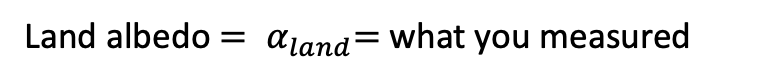 Land albedo = α_land = what you measured